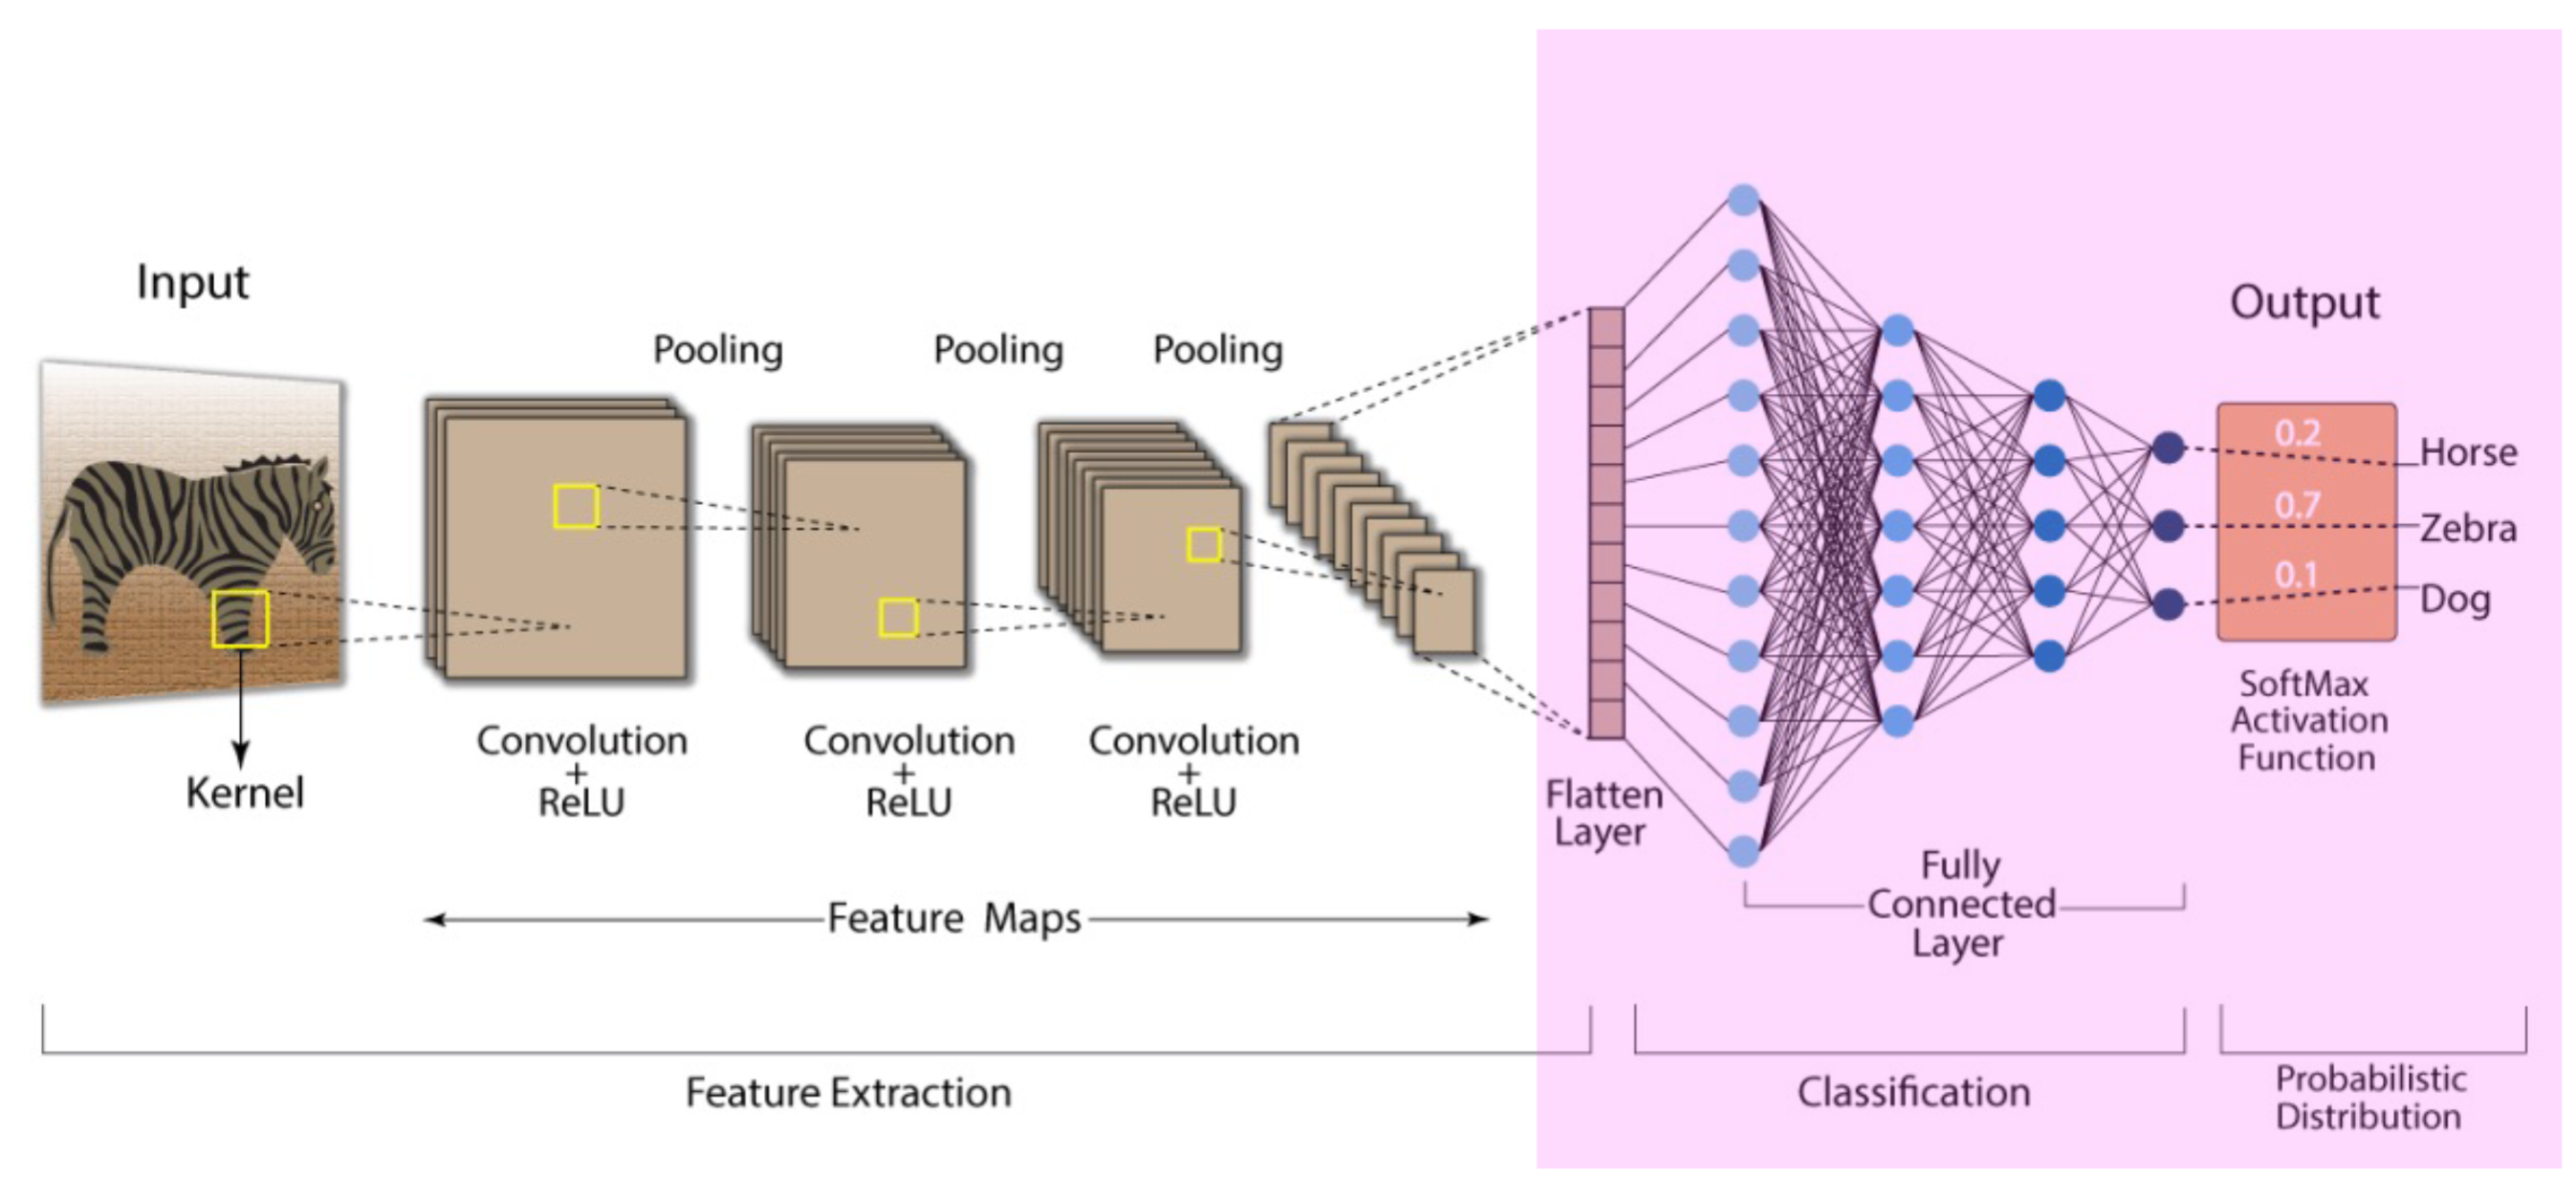 Input
Kernel
Pooling
Pooling
Pooling
Convolution
+
ReLU
Convolution
+
ReLU
Convolution
+
ReLU
Feature Maps
Feature Extraction
Flatten
Layer
Fully
Connected
Layer
Classification
Output
0.2
Horse
0.7
Zebra
0.1
Dog
SoftMax
Activation
Function
Probabilistic
Distribution